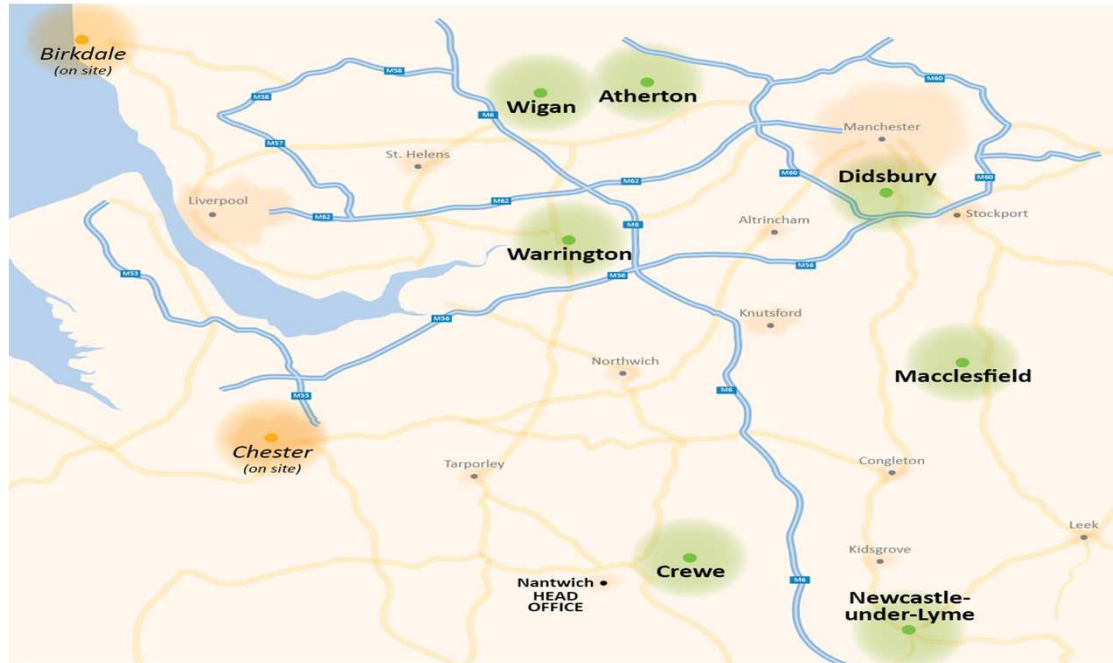 Birkdale
(on site)
M58
M58
M6
Wigan
Atherton
M60
Manchester
M57
St. Helens
M62
M60
M60
Didsbury
Liverpool
M62
M62
M6
Altrincham
Stockport
Warrington
M53
M56
M56
M56
Knutsford
Northwich
Macclesfield
M53
M6
Chester
(on site)
Tarporley
Congleton
Leek
Kidsgrove
Crewe
Nantwich
HEAD
OFFICE
M6
Newcastle-
under-Lyme